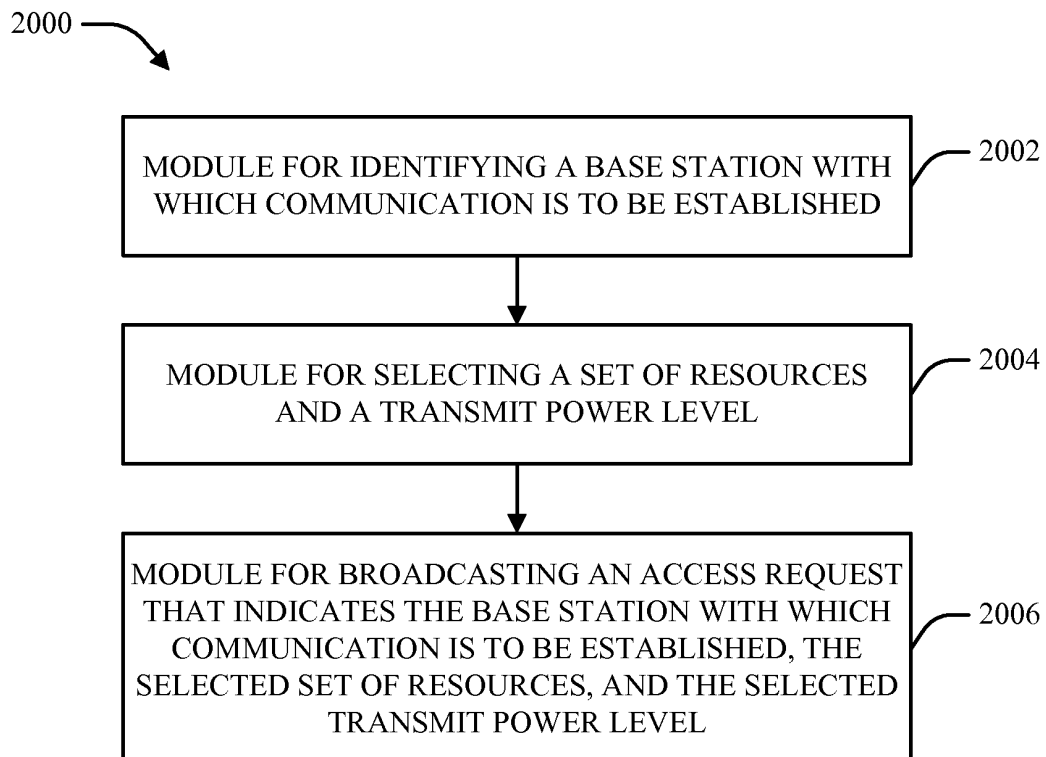 2000
MODULE FOR IDENTIFYING A BASE STATION WITH
WHICH COMMUNICATION IS TO BE ESTABLISHED
2002
MODULE FOR SELECTING A SET OF RESOURCES
AND A TRANSMIT POWER LEVEL
2004
MODULE FOR BROADCASTING AN ACCESS REQUEST
THAT INDICATES THE BASE STATION WITH WHICH
COMMUNICATION IS TO BE ESTABLISHED, THE
SELECTED SET OF RESOURCES, AND THE SELECTED
TRANSMIT POWER LEVEL
2006